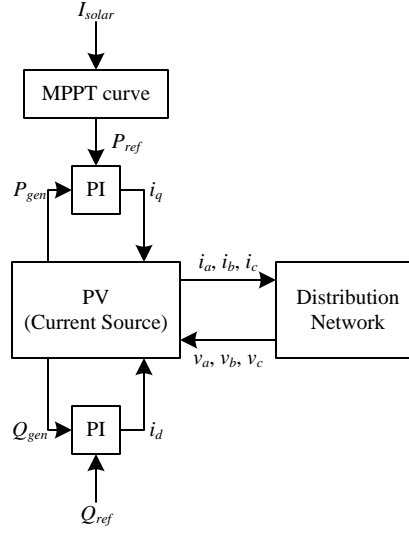 I_solar
MPPT curve
P_ref
P_gen
PI
i_q
i_a, i_b, i_c
PV
(Current Source)
Distribution
Network
v_a, v_b, v_c
Q_gen
PI
i_d
Q_ref